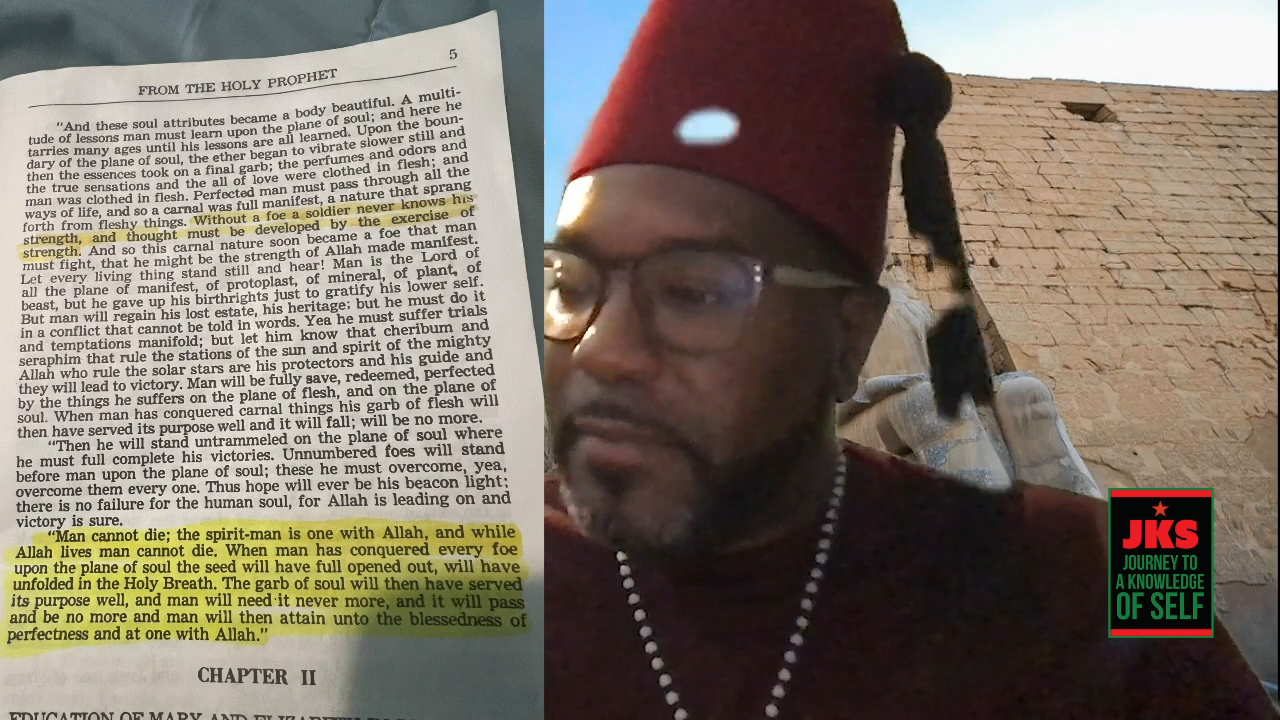 5
FROM THE HOLY PROPHET
"And these soul attributes became a body beautiful. A multi-
tude of lessons man must learn upon the plane of soul; and here he
tarries many ages until his lessons are all learned. Upon the boun-
dary of the plane of soul, the ether began to vibrate slower still and
then the essences took on a final garb; the perfumes and odors and
the true sensations and the all of love were clothed in flesh; and
man was clothed in flesh. Perfected man must pass through all the
ways of life, and so a carnal was full manifest, a nature that sprang
forth from fleshy things. Without a foe a soldier never knows his
strength, and thought must be developed by the exercise of
strength. And so this carnal nature soon became a foe that man
must fight, that he might be the strength of Allah made manifest.
Let every living thing stand still and hear! Man is the Lord of
all the plane of manifest, of protoplast, of mineral, of plant, of
beast, but he gave up his birthrights just to gratify his lower self.
But man will regain his lost estate, his heritage: but he must do it
in a conflict that cannot be told in words. Yea he must suffer trials
and temptations manifold; but let him know that cheribum and
seraphim that rule the stations of the sun and spirit of the mighty
Allah who rule the solar stars are his protectors and his guide and
they will lead to victory. Man will be fully save, redeemed, perfected
by the things he suffers on the plane of flesh, and on the plane of
soul. When man has conquered carnal things his garb of flesh will
then have served its purpose well and it will fall; will be no more.
"Then he will stand untrammeled on the plane of soul where
he must full complete his victories. Unnumbered foes will stand
before man upon the plane of soul; these he must overcome, yea,
overcome them every one. Thus hope will ever be his beacon light;
there is no failure for the human soul, for Allah is leading on and
victory is sure.
"Man cannot die; the spirit-man is one with Allah, and while
Allah lives man cannot die. When man has conquered every foe
upon the plane of soul the seed will have full opened out, will have
unfolded in the Holy Breath. The garb of soul will then have served
its purpose well, and man will need it never more, and it will pass
and be no more and man will then attain unto the blessedness of
perfectness and at one with Allah."
CHAPTER II
EDUCATION OF MARY AND ELIZABETH
JKS
JOURNEY TO
A KNOWLEDGE
OF SELF